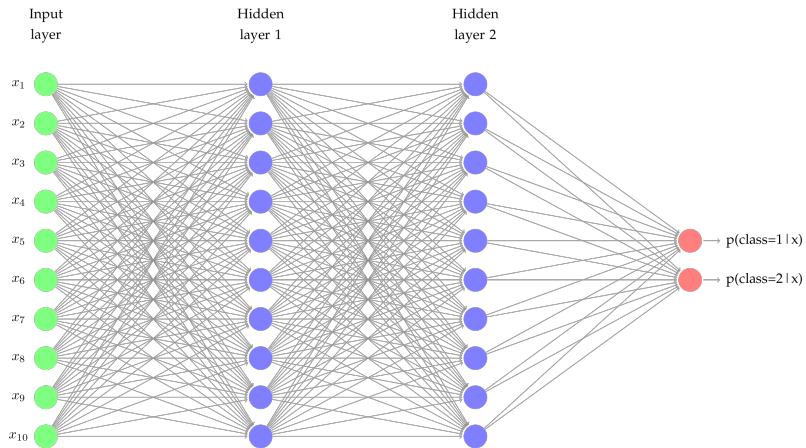 Input
layer
Hidden
layer 1
Hidden
layer 2
x₁
x₂
x₃
x₄
x₅
x₆
x₇
x₈
x₉
x₁₀
p(class=1|x)
p(class=2|x)